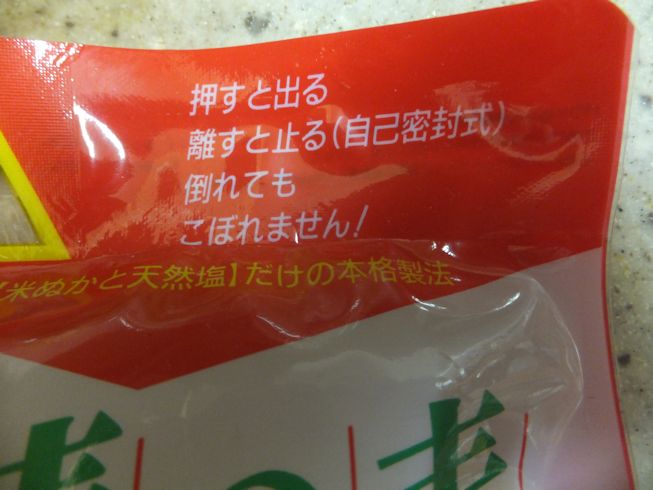 押すと出る
離すと止る(自己密封式)
倒れても
こぼれません!
【米ぬかと天然塩】だけの本格製法
の